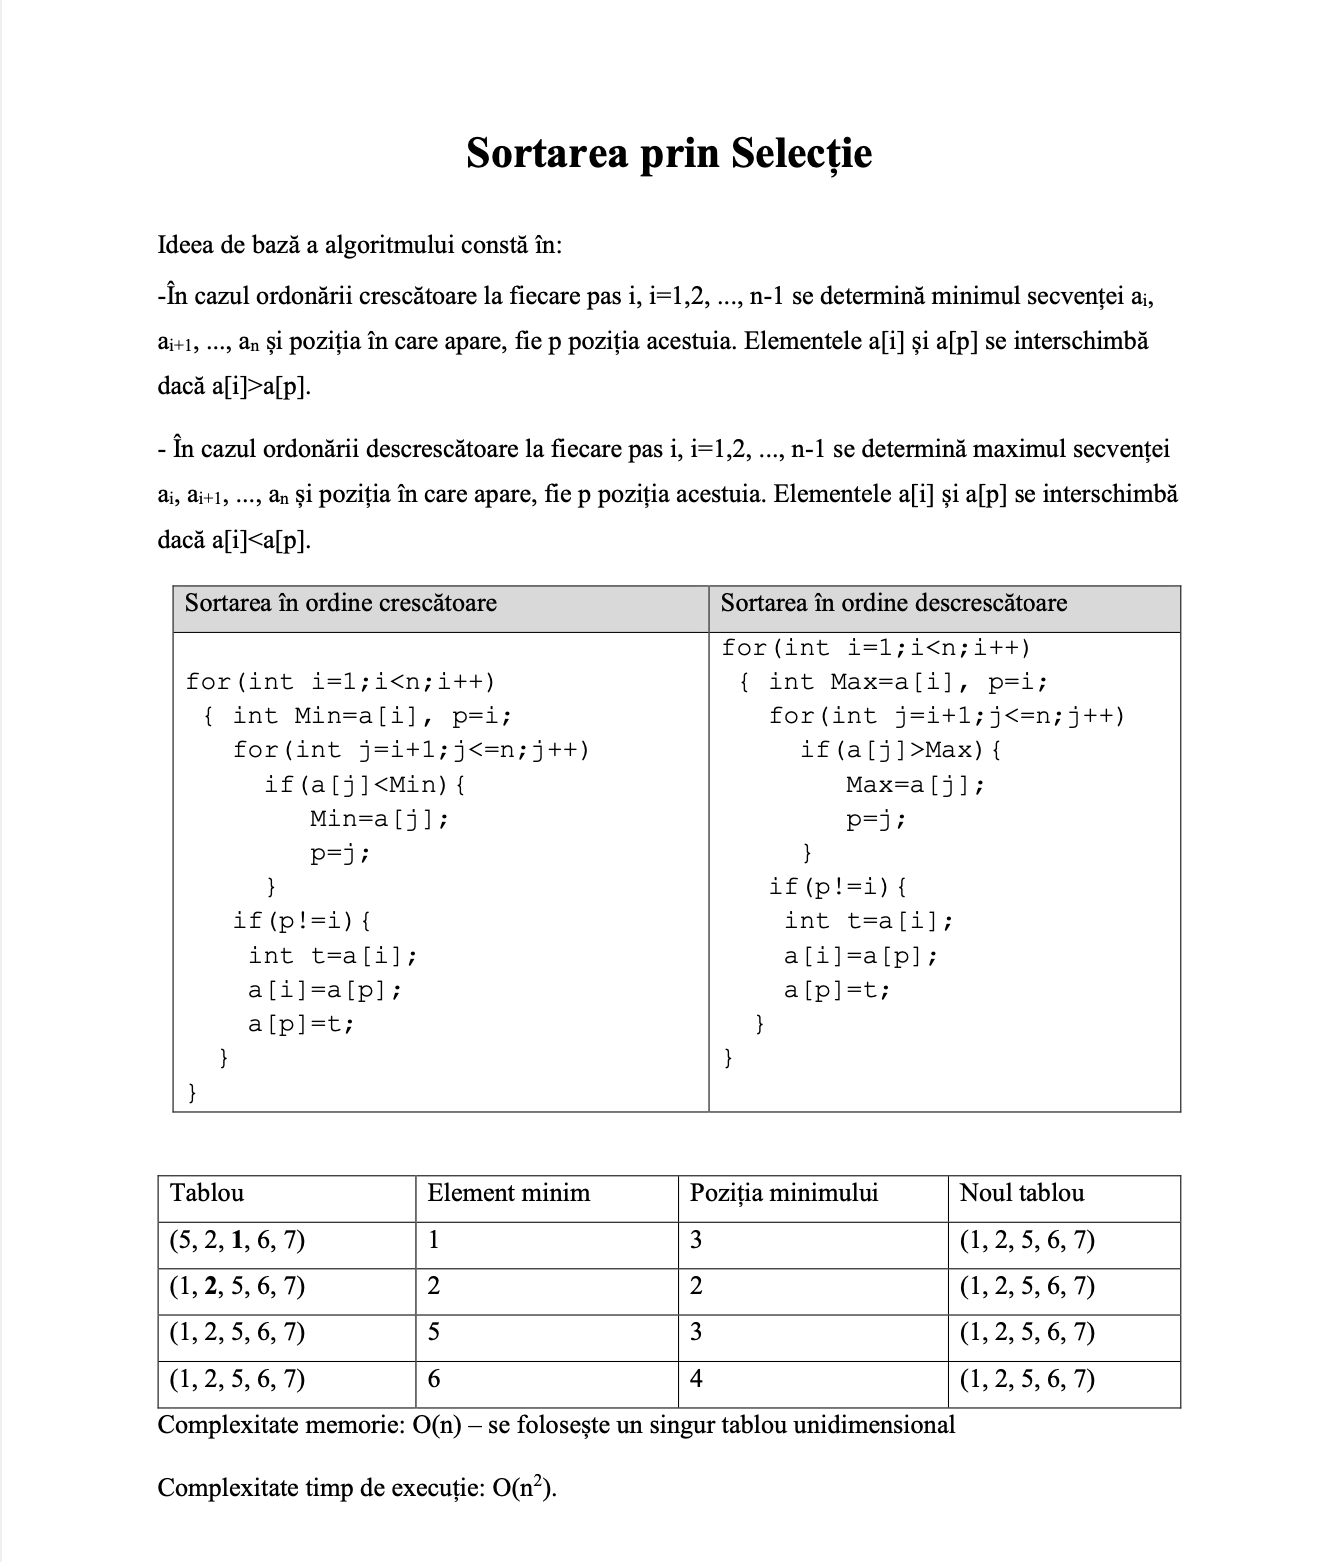 Sortarea prin Selecție
Ideea de bază a algoritmului constă în:
-În cazul ordonării crescătoare la fiecare pas i, i=1,2, ..., n-1 se determină minimul secvenței aᵢ,
aᵢ₊₁, ..., aₙ și poziția în care apare, fie p poziția acestuia. Elementele a[i] și a[p] se interschimbă
dacă a[i]>a[p].
- În cazul ordonării descrescătoare la fiecare pas i, i=1,2, ..., n-1 se determină maximul secvenței
aᵢ, aᵢ₊₁, ..., aₙ și poziția în care apare, fie p poziția acestuia. Elementele a[i] și a[p] se interschimbă
dacă a[i]<a[p].
Sortarea în ordine crescătoare
for(int i=1;i<n;i++)
{ int Min=a[i], p=i;
for(int j=i+1;j<=n;j++)
if(a[j]<Min){
Min=a[j];
p=j;
}
if(p!=i){
int t=a[i];
a[i]=a[p];
a[p]=t;
}
}
Sortarea în ordine descrescătoare
for(int i=1;i<n;i++)
{ int Max=a[i], p=i;
for(int j=i+1;j<=n;j++)
if(a[j]>Max){
Max=a[j];
p=j;
}
if(p!=i){
int t=a[i];
a[i]=a[p];
a[p]=t;
}
}
Tablou Element minim Poziția minimului Noul tablou
(5, 2, 1, 6, 7) 1 3 (1, 2, 5, 6, 7)
(1, 2, 5, 6, 7) 2 2 (1, 2, 5, 6, 7)
(1, 2, 5, 6, 7) 5 3 (1, 2, 5, 6, 7)
(1, 2, 5, 6, 7) 6 4 (1, 2, 5, 6, 7)
Complexitate memorie: O(n) – se folosește un singur tablou unidimensional
Complexitate timp de execuție: O(n²).